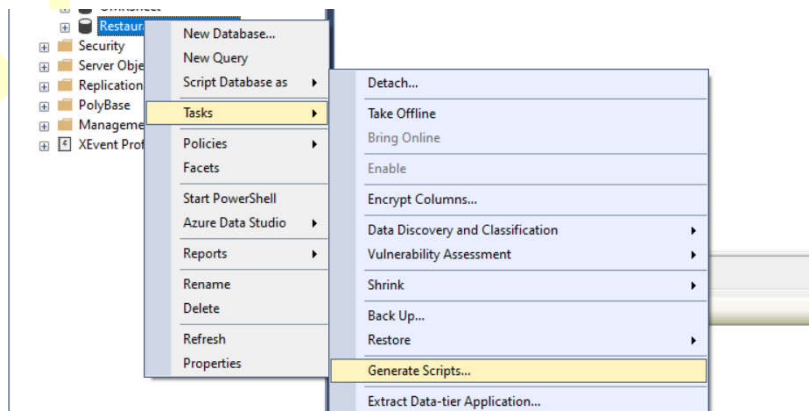 Restaura
Security
Server Obje
Replication
PolyBase
Manageme
XEvent Prof
New Database...
New Query
Script Database as
Tasks
Policies
Facets
Start PowerShell
Azure Data Studio
Reports
Rename
Delete
Refresh
Properties
Detach...
Take Offline
Bring Online
Enable
Encrypt Columns...
Data Discovery and Classification
Vulnerability Assessment
Shrink
Back Up...
Restore
Generate Scripts...
Extract Data-tier Application...